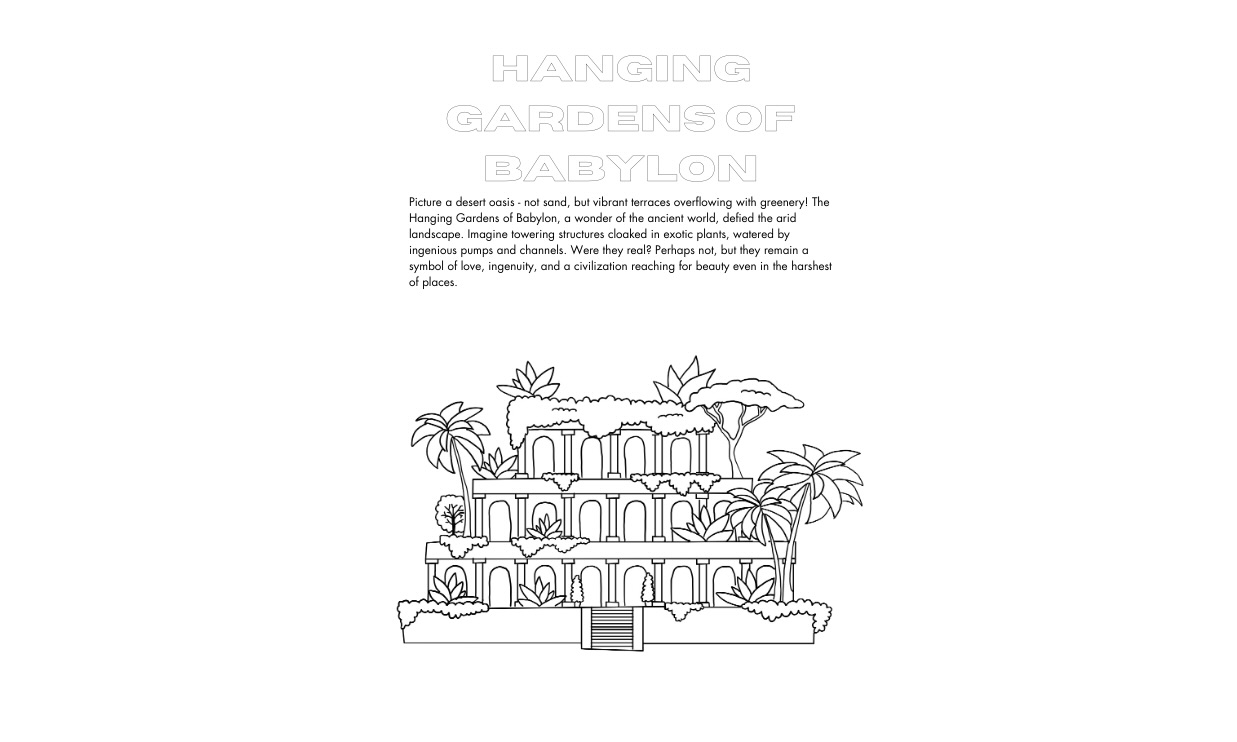 HANGING
GARDENS OF
BABYLON
Picture a desert oasis - not sand, but vibrant terraces overflowing with greenery! The
Hanging Gardens of Babylon, a wonder of the ancient world, defied the arid
landscape. Imagine towering structures cloaked in exotic plants, watered by
ingenious pumps and channels. Were they real? Perhaps not, but they remain a
symbol of love, ingenuity, and a civilization reaching for beauty even in the harshest
of places.